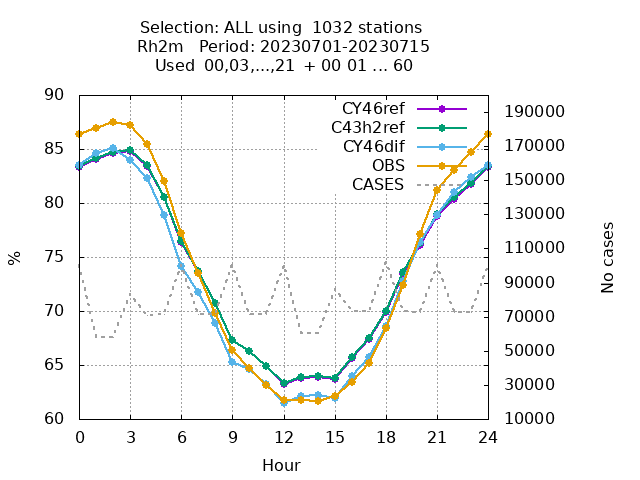 Selection: ALL using  1032 stations
Rh2m   Period: 20230701-20230715
Used  00,03,...,21  + 00 01 ... 60
CY46ref
C43h2ref
CY46dif
OBS
CASES
%
90
85
80
75
70
65
60
190000
170000
150000
130000
110000
90000
70000
50000
30000
10000
No cases
0 3 6 9 12 15 18 21 24
Hour